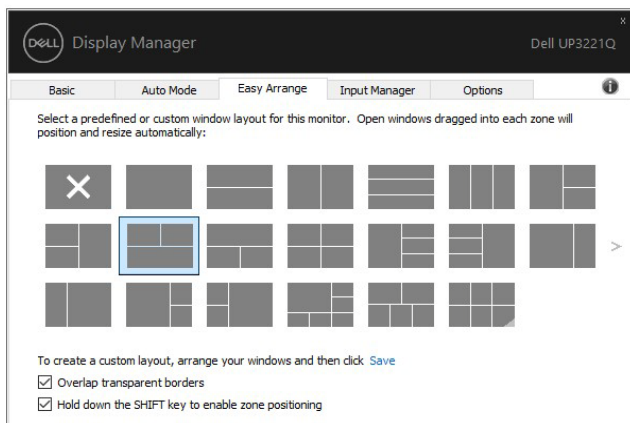 x
DELL Display Manager Dell UP3221Q
Basic Auto Mode Easy Arrange Input Manager Options i
Select a predefined or custom window layout for this monitor. Open windows dragged into each zone will
position and resize automatically:
>
To create a custom layout, arrange your windows and then click Save
Overlap transparent borders
Hold down the SHIFT key to enable zone positioning